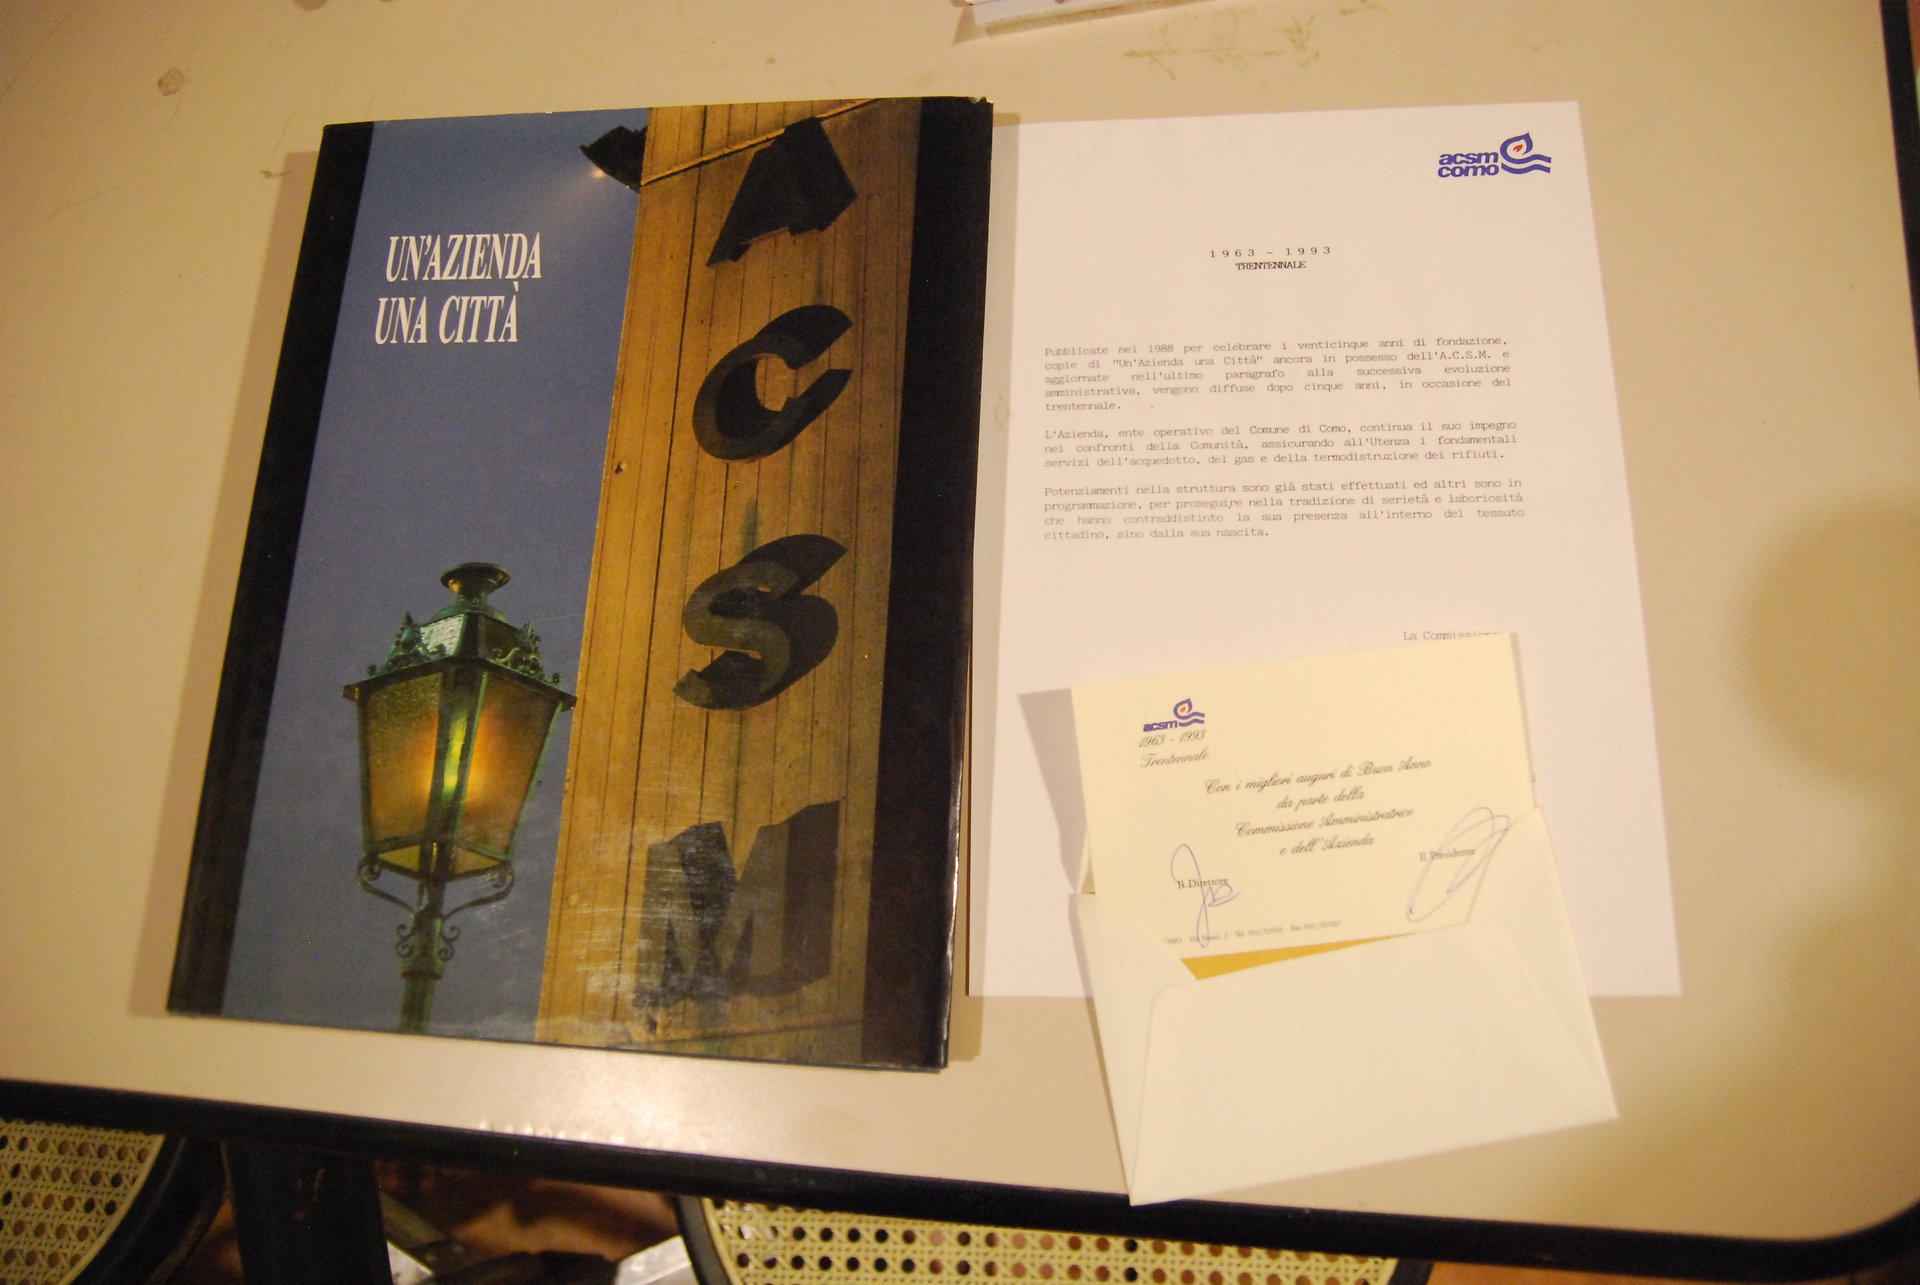 UN'AZIENDA
UNA CITTÀ
A
C
S
M
acsm
como
1963 - 1993
TRENTENNALE
Pubblicate nel 1988 per celebrare i venticinque anni di fondazione,
copie di "Un'Azienda una Città" ancora in possesso dell'A.C.S.M. e
aggiornate nell'ultimo paragrafo alla successiva evoluzione
amministrativa, vengono diffuse dopo cinque anni, in occasione del
trentennale.
L'Azienda, ente operativo del Comune di Como, continua il suo impegno
nei confronti della Comunità, assicurando all'Utenza i fondamentali
servizi dell'acquedotto, del gas e della termodistruzione dei rifiuti.
Potenziamenti nella struttura sono già stati effettuati ed altri sono in
programmazione, per proseguire nella tradizione di serietà e laboriosità
che hanno contraddistinto la sua presenza all'interno del tessuto
cittadino, sino dalla sua nascita.
La Commissione
acsm
1963 - 1993
Trentennale
Con i migliori auguri di Buon Anno
da parte della
Commissione Amministratrice
e dell'Azienda
Il Presidente
Il Direttore